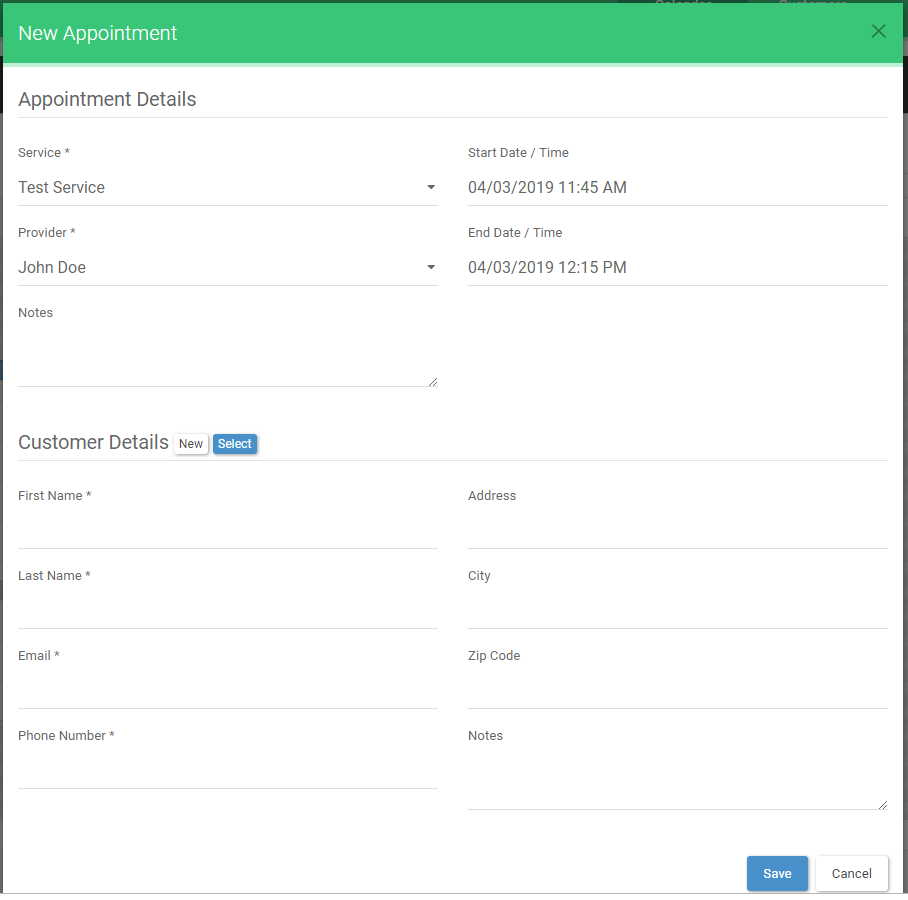 New Appointment
Appointment Details
Service *
Start Date / Time
Test Service
04/03/2019 11:45 AM
Provider *
End Date / Time
John Doe
04/03/2019 12:15 PM
Notes
Customer Details New Select
First Name *
Address
Last Name *
City
Email *
Zip Code
Phone Number *
Notes
Save Cancel